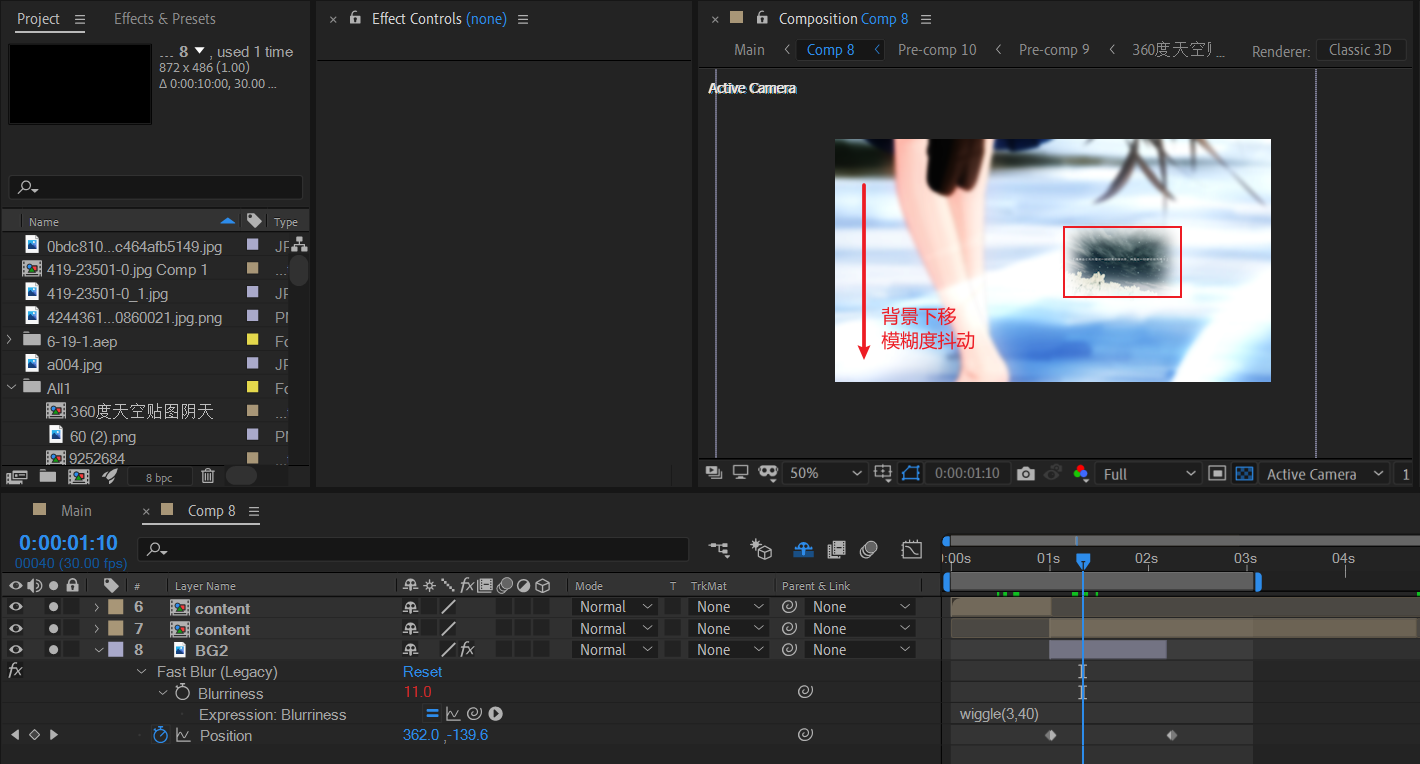 Project
Effects & Presets
... 8 , used 1 time
872 x 486 (1.00)
Δ 0:00:10:00, 30.00 ...
Name
Type
0bdc810...c464afb5149.jpg
JF
419-23501-0.jpg Comp 1
...
419-23501-0_1.jpg
JF
4244361...0860021.jpg.png
PN
6-19-1.aep
Fo
a004.jpg
JF
All1
Fo
360度天空贴图阴天
...
60 (2).png
PN
9252684
...
8 bpc
× Effect Controls (none)
× Composition Comp 8
Main
Comp 8
Pre-comp 10
Pre-comp 9
360度天空贝...
Renderer:
Classic 3D
Active Camera
背景下移
模糊度抖动
50%
0:00:01:10
Full
Active Camera
1
Main
× Comp 8
0:00:01:10
00040 (30.00 fps)
:00s
01s
02s
03s
04s
#
Layer Name
fx
Mode
T
TrkMat
Parent & Link
6
content
Normal
None
None
7
content
Normal
None
None
8
BG2
fx
Normal
None
None
fx
Fast Blur (Legacy)
Reset
Blurriness
11.0
Expression: Blurriness
wiggle(3,40)
Position
362.0 ,-139.6